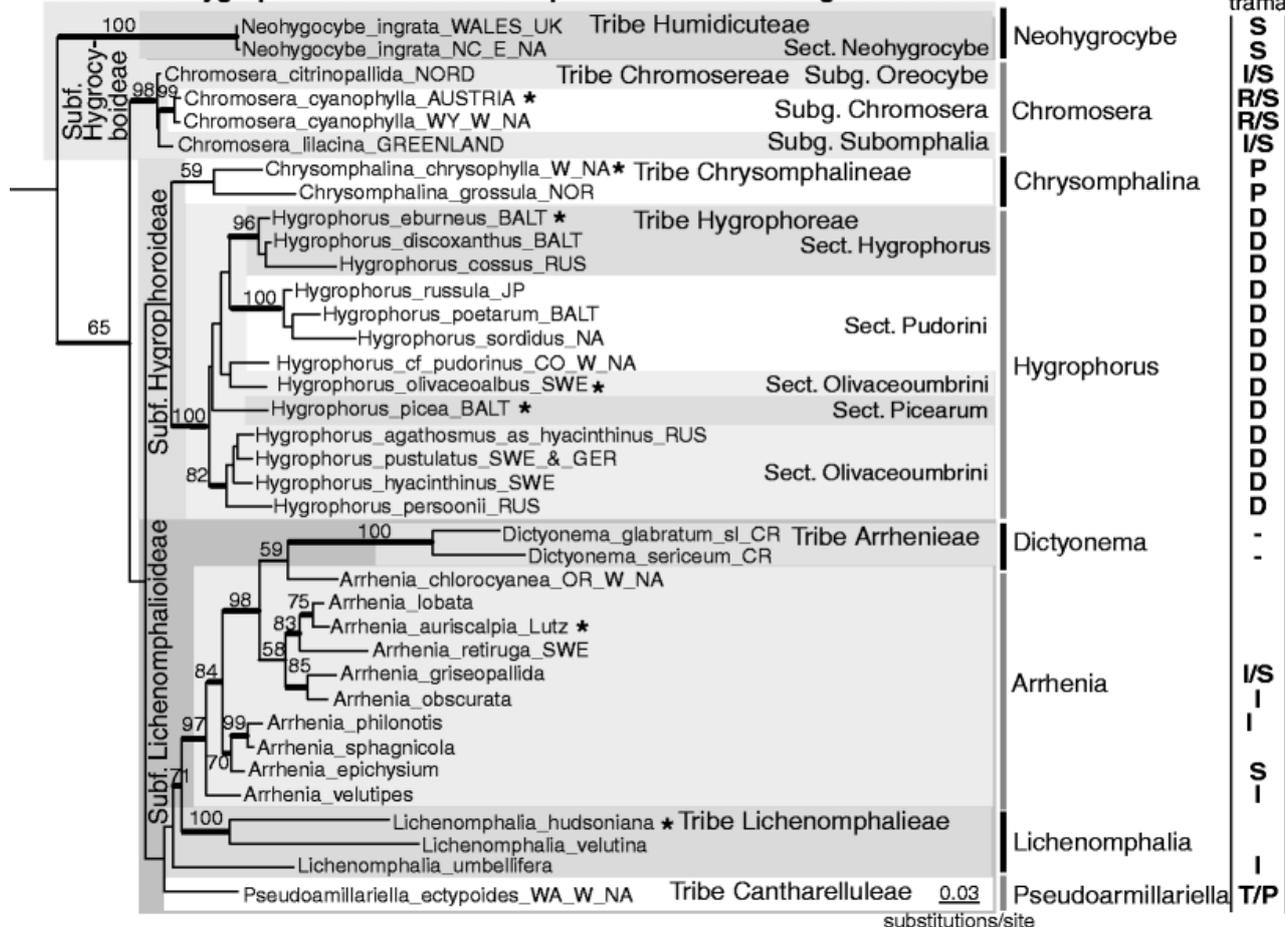 trama
100
Neohygrocybe_ingrata_WALES_UK Tribe Humidicuteae
Neohygrocybe_ingrata_NC_E_NA Sect. Neohygrocybe
Neohygrocybe
S
S
Subf.
Hygrocy-
boideae
98
99
Chromosera_citrinopallida_NORD Tribe Chromosereae Subg. Oreocybe I/S
Chromosera_cyanophylla_AUSTRIA * R/S
Subg. Chromosera
Chromosera
Chromosera_cyanophylla_WY_W_NA R/S
Chromosera_lilacina_GREENLAND Subg. Subomphalia I/S
59
Chrysomphalina_chrysophylla_W_NA* Tribe Chrysomphalineae P
Chrysomphalina
Chrysomphalina_grossula_NOR P
65
Subf. Hygrophoroideae
96
Hygrophorus_eburneus_BALT * Tribe Hygrophoreae D
Hygrophorus_discoxanthus_BALT Sect. Hygrophorus D
Hygrophorus_cossus_RUS D
100
Hygrophorus_russula_JP D
Hygrophorus_poetarum_BALT D
Sect. Pudorini
Hygrophorus_sordidus_NA D
Hygrophorus
Hygrophorus_cf_pudorinus_CO_W_NA D
Hygrophorus_olivaceoalbus_SWE * Sect. Olivaceoumbrini D
Hygrophorus_picea_BALT * Sect. Picearum D
100
Hygrophorus_agathosmus_as_hyacinthinus_RUS D
Hygrophorus_pustulatus_SWE_&_GER D
Sect. Olivaceoumbrini
82
Hygrophorus_hyacinthinus_SWE D
Hygrophorus_persoonii_RUS D
Subf. Lichenomphalioideae
100
Dictyonema_glabratum_sl_CR Tribe Arrhenieae -
Dictyonema
59
Dictyonema_sericeum_CR -
Arrhenia_chlorocyanea_OR_W_NA
98
75
Arrhenia_lobata
83
Arrhenia_auriscalpia_Lutz *
58
Arrhenia_retiruga_SWE
85
84
Arrhenia_griseopallida I/S
Arrhenia
Arrhenia_obscurata I
97
99
Arrhenia_philonotis I
Arrhenia_sphagnicola
70
Arrhenia_epichysium S
71
Arrhenia_velutipes I
100
Lichenomphalia_hudsoniana * Tribe Lichenomphalieae
Lichenomphalia_velutina
Lichenomphalia
Lichenomphalia_umbellifera I
Pseudoamillariella_ectypoides_WA_W_NA Tribe Cantharelluleae 0.03 Pseudoarmillariella T/P
substitutions/site